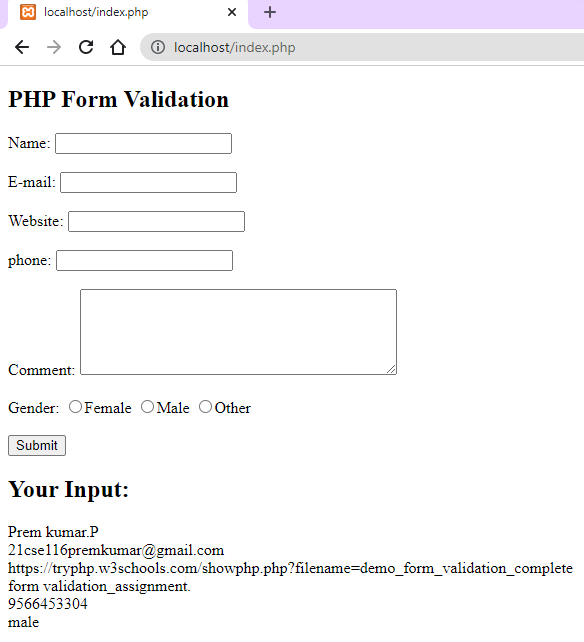 localhost/index.php
localhost/index.php
PHP Form Validation
Name:
E-mail:
Website:
phone:
Comment:
Gender: Female Male Other
Submit
Your Input:
Prem kumar.P
21cse116premkumar@gmail.com
https://tryphp.w3schools.com/showphp.php?filename=demo_form_validation_complete
form validation_assignment.
9566453304
male